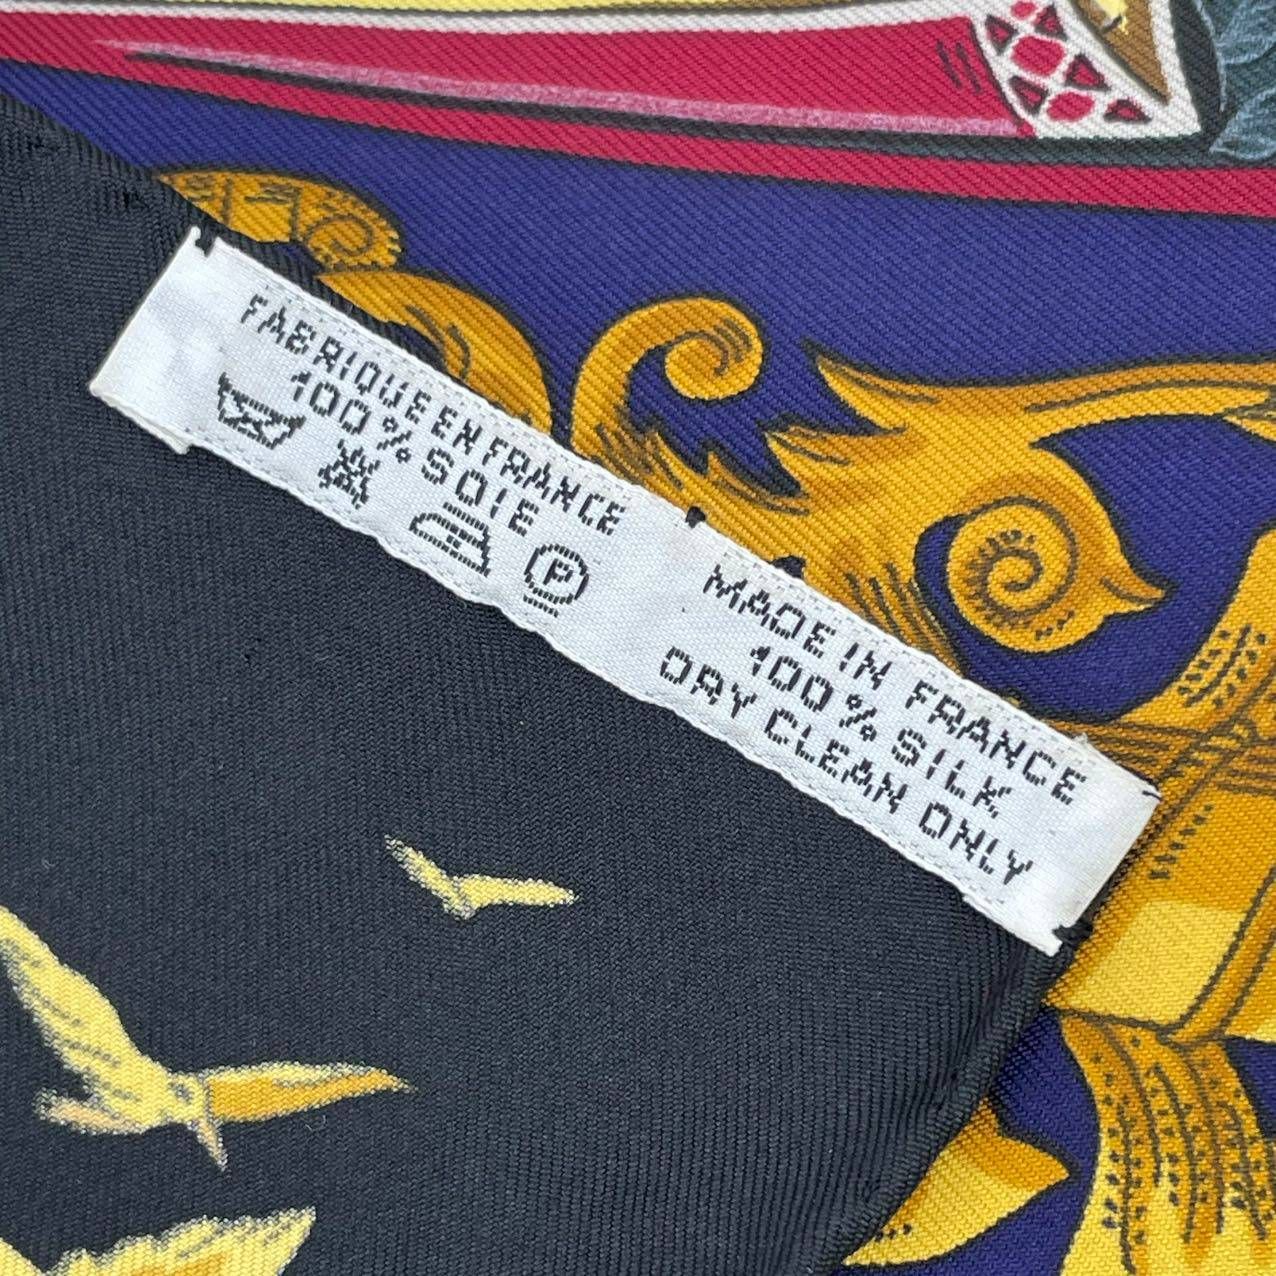 FABRIQUE EN FRANCE
100% SOIE
P
MADE IN FRANCE
100% SILK
DRY CLEAN ONLY